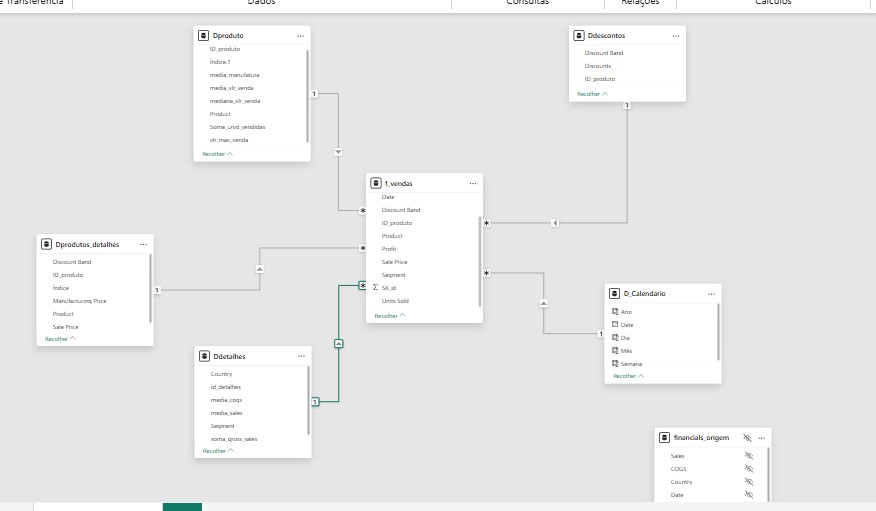 e Transferência
Dados
Consultas
Relações
Cálculos
Dproduto
ID_produto
Índice.1
media_manufatura
media_vlr_venda
mediana_vlr_venda
Product
Soma_unid_vendidas
vlr_max_venda
Recolher
Ddescontos
Discount Band
Discounts
ID_produto
Recolher
1
1
f_vendas
Date
Discount Band
ID_produto
Product
Profit
Sale Price
Segment
Σ SK_id
Units Sold
Recolher
*
*
*
*
*
Dprodutos_detalhes
Discount Band
ID_produto
Índice
Manufacturing Price
Product
Sale Price
Recolher
1
D_Calendario
Ano
Date
Dia
Mês
Semana
Recolher
1
Ddetalhes
Country
id_detalhes
media_cogs
media_sales
Segment
soma_gross_sales
Recolher
1
financials_origem
Sales
COGS
Country
Date